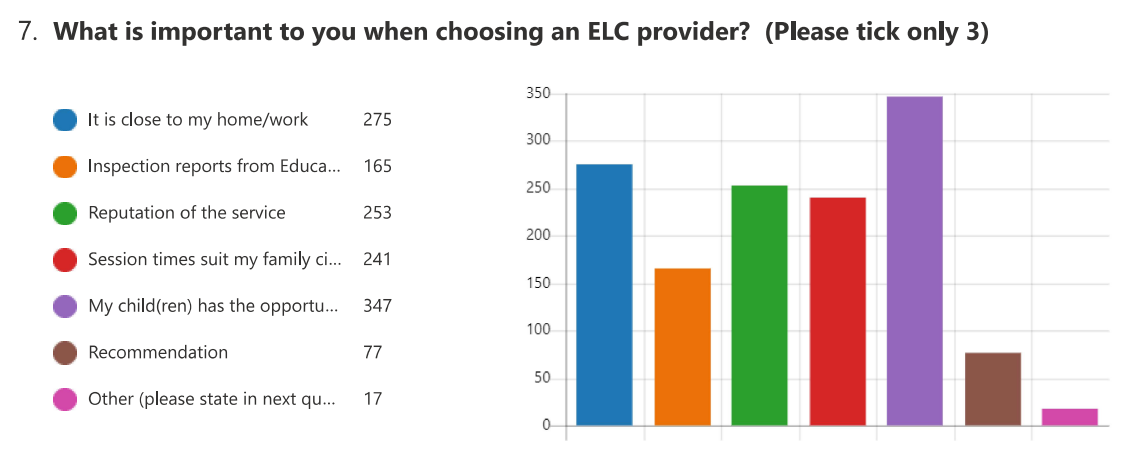 7. What is important to you when choosing an ELC provider? (Please tick only 3)
It is close to my home/work 275
Inspection reports from Educa... 165
Reputation of the service 253
Session times suit my family ci... 241
My child(ren) has the opportu... 347
Recommendation 77
Other (please state in next qu... 17
350
300
250
200
150
100
50
0